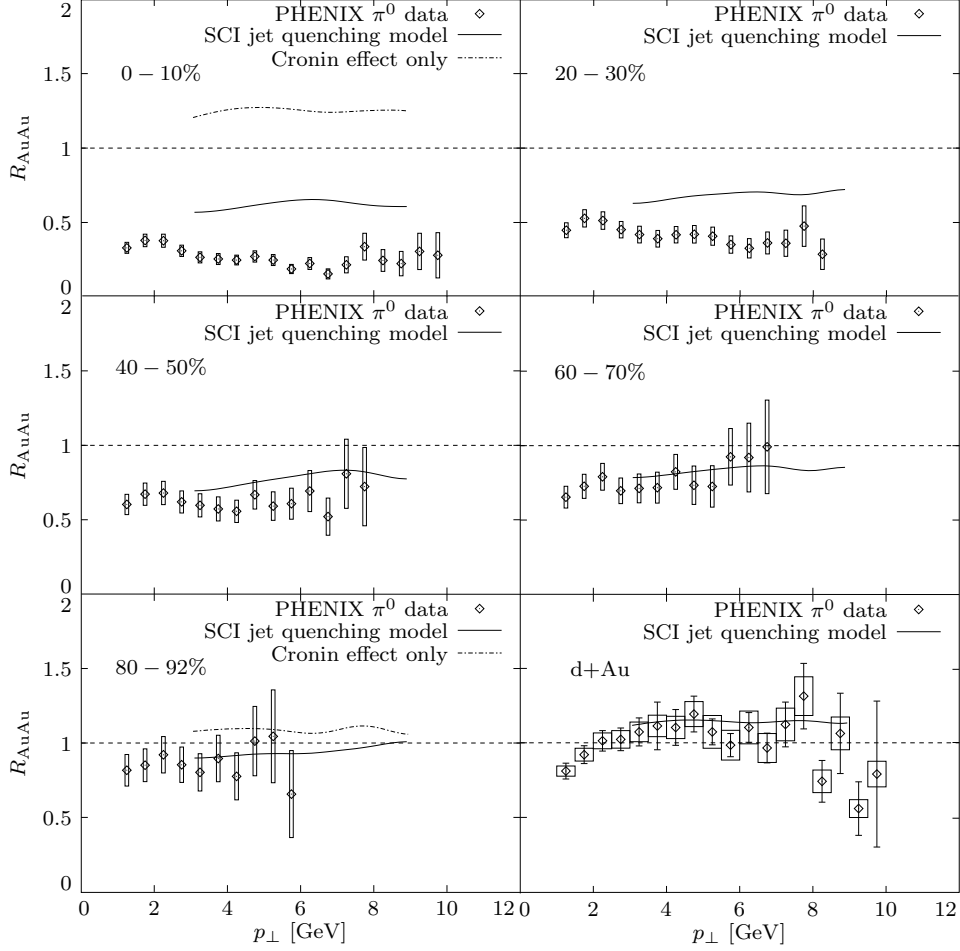 2
PHENIX π⁰ data
SCI jet quenching model
Cronin effect only
0 − 10%
1.5
1
0.5
0
R_AuAu
PHENIX π⁰ data
SCI jet quenching model
20 − 30%
2
PHENIX π⁰ data
SCI jet quenching model
40 − 50%
1.5
1
0.5
0
R_AuAu
PHENIX π⁰ data
SCI jet quenching model
60 − 70%
2
PHENIX π⁰ data
SCI jet quenching model
Cronin effect only
80 − 92%
1.5
1
0.5
0
R_AuAu
0 2 4 6 8 10 12
p⊥ [GeV]
PHENIX π⁰ data
SCI jet quenching model
d+Au
2 4 6 8 10 12
p⊥ [GeV]